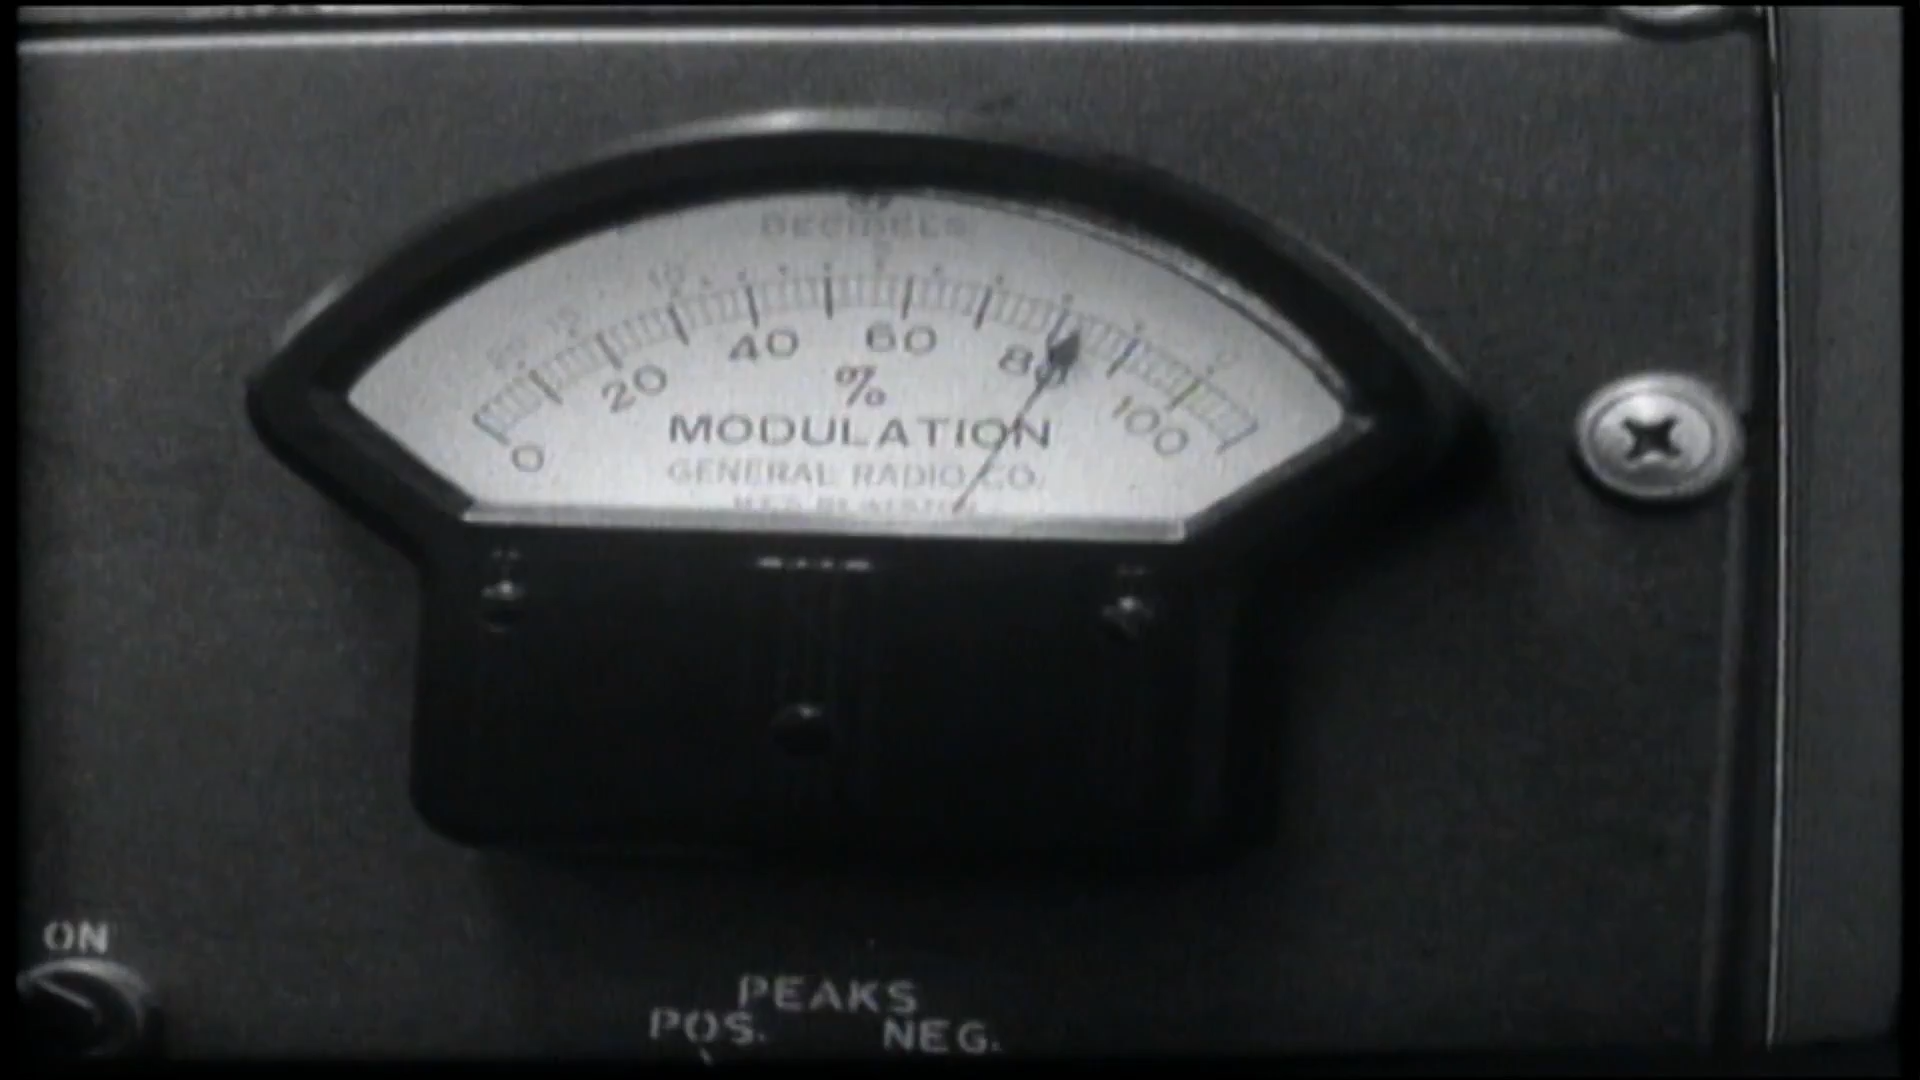 DECIBELS
0 20 40 60 80 100
%
MODULATION
GENERAL RADIO CO.
ON
PEAKS
POS. NEG.